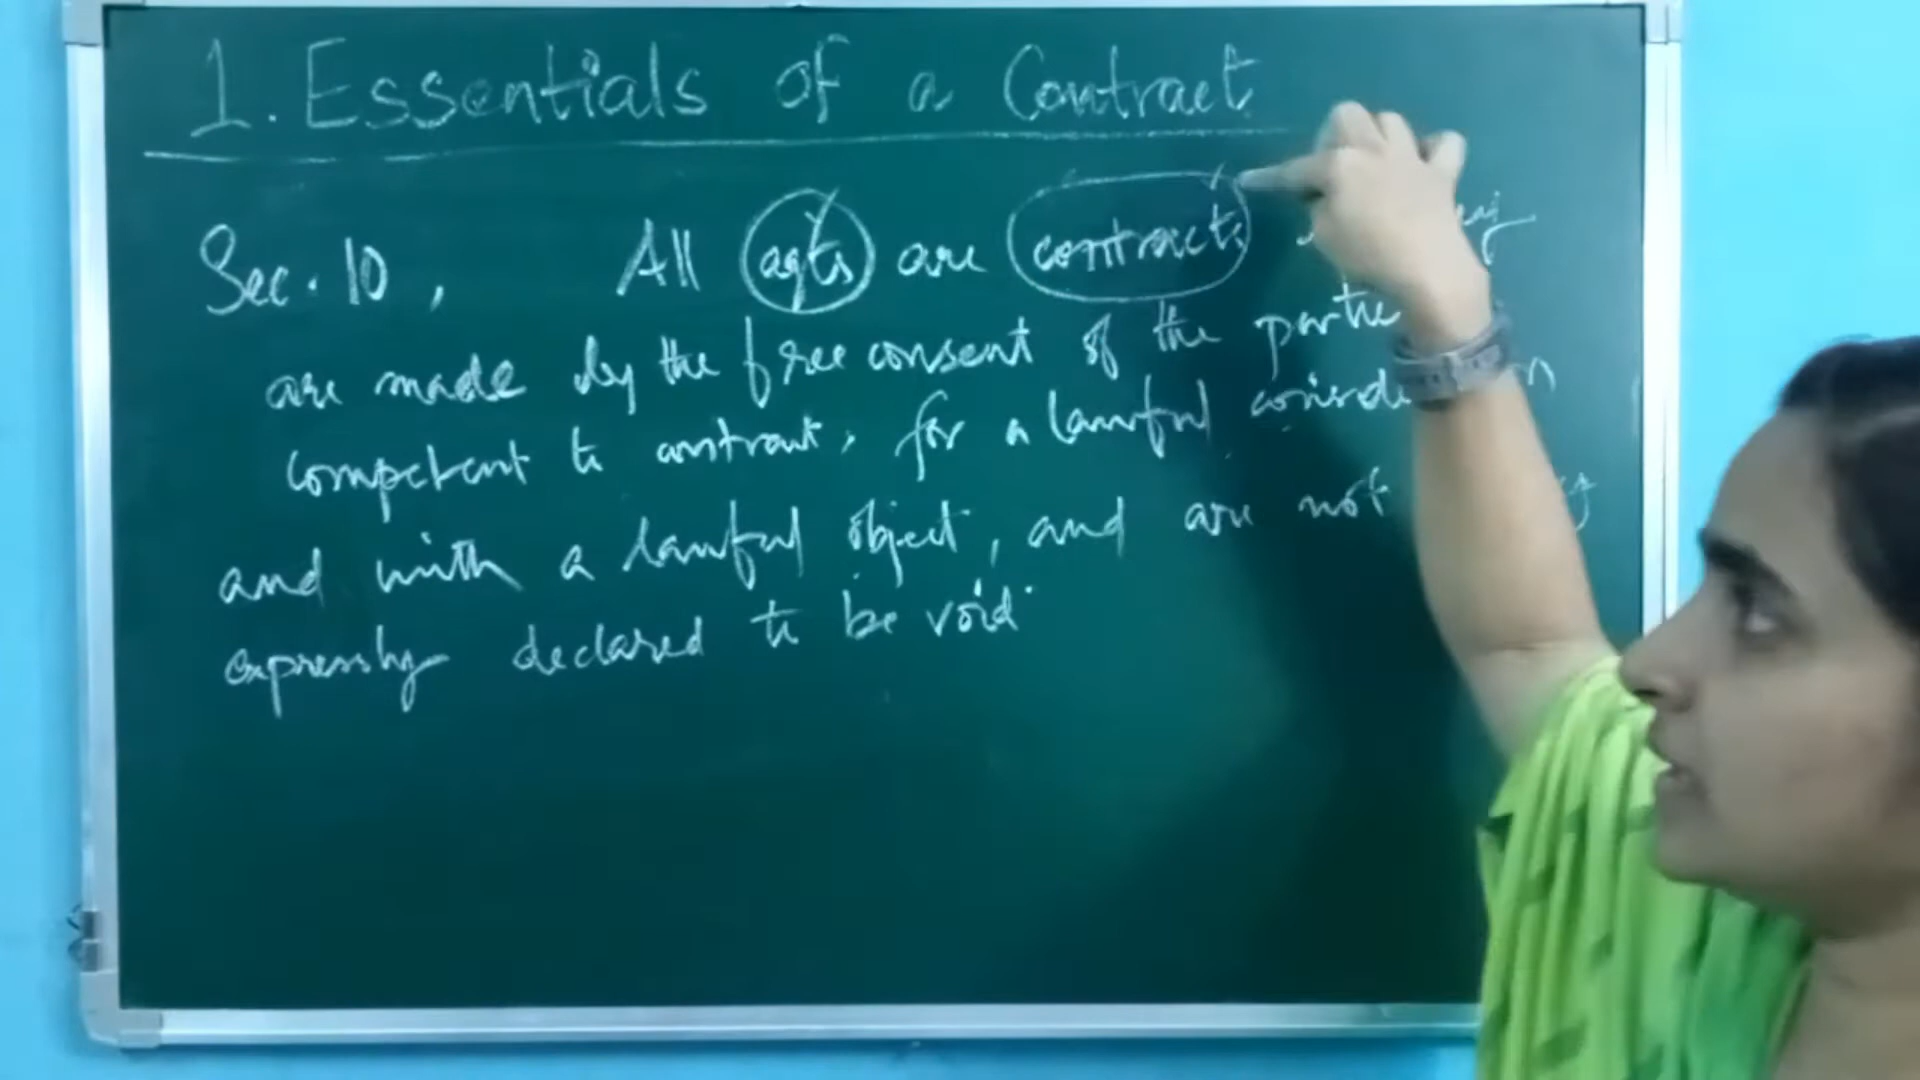 1. Essentials of a Contract
Sec. 10, All agts are contracts
are made by the free consent of the partie
competent to contract, for a lawful
and with a lawful object, and are not
expressly declared to be void.